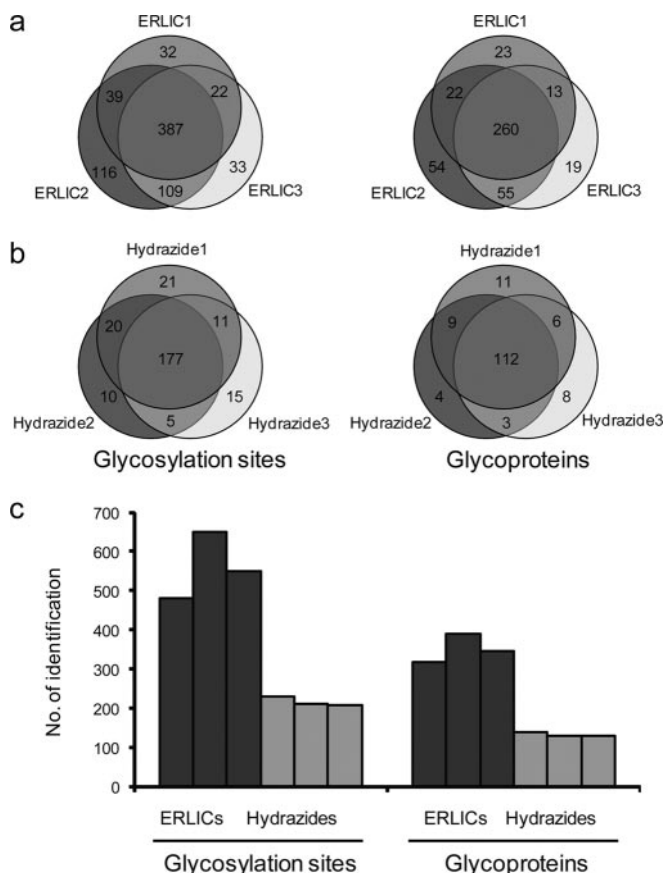 a
ERLIC1
32
39
22
387
116
33
109
ERLIC2
ERLIC3
ERLIC1
23
22
13
260
54
19
55
ERLIC2
ERLIC3
b
Hydrazide1
21
20
11
177
10
15
5
Hydrazide2
Hydrazide3
Glycosylation sites
Hydrazide1
11
9
6
112
4
8
3
Hydrazide2
Hydrazide3
Glycoproteins
c
No. of identification
700
600
500
400
300
200
100
0
ERLICs Hydrazides
Glycosylation sites
ERLICs Hydrazides
Glycoproteins